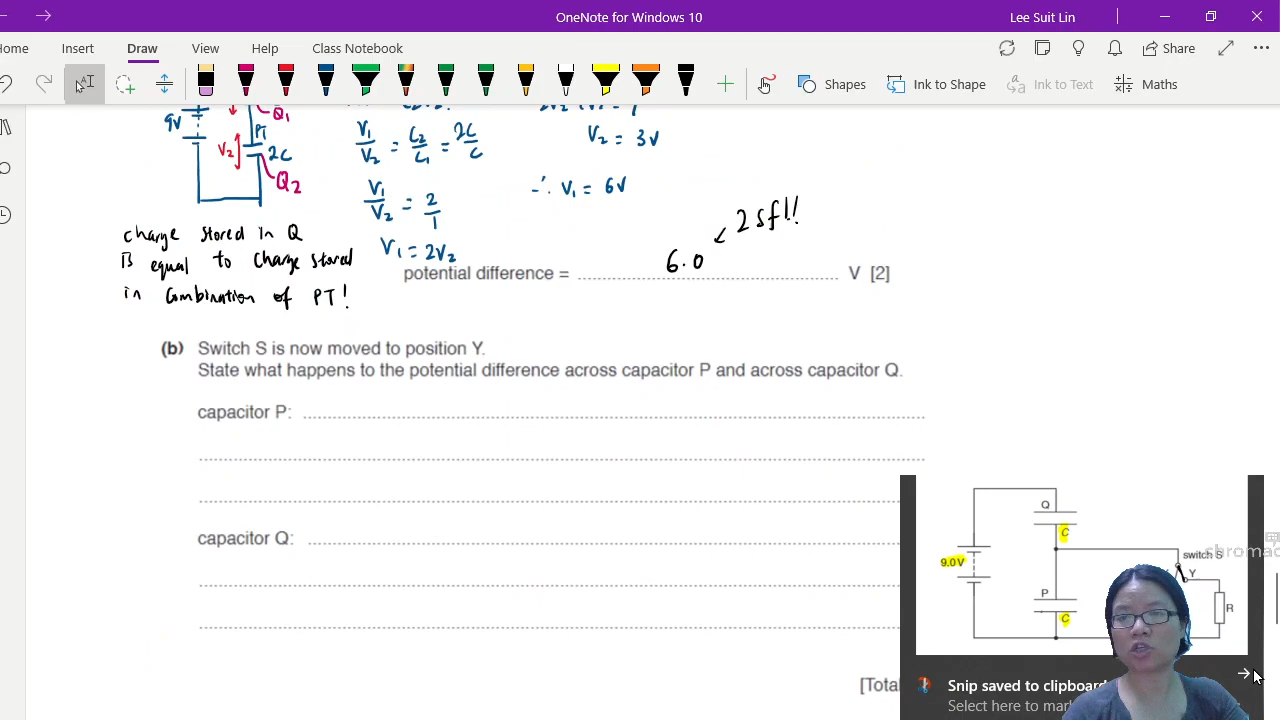 OneNote for Windows 10
Lee Suit Lin
Home Insert Draw View Help Class Notebook
Share
Shapes Ink to Shape Ink to Text Maths
9V
Q1
PT
V2 2C
Q2
V1/V2 = C2/C1 = 2C/C
V2 = 3V
V1/V2 = 2/1
∴ V1 = 6V
V1 = 2V2
charge stored in Q
is equal to charge stored
in combination of PT!
2 sf!!
potential difference = 6.0 V [2]
(b) Switch S is now moved to position Y.
State what happens to the potential difference across capacitor P and across capacitor Q.
capacitor P:
capacitor Q:
[Total
Q
C
9.0V
switch S
Y
P
C
R
Snip saved to clipboard
Select here to mark